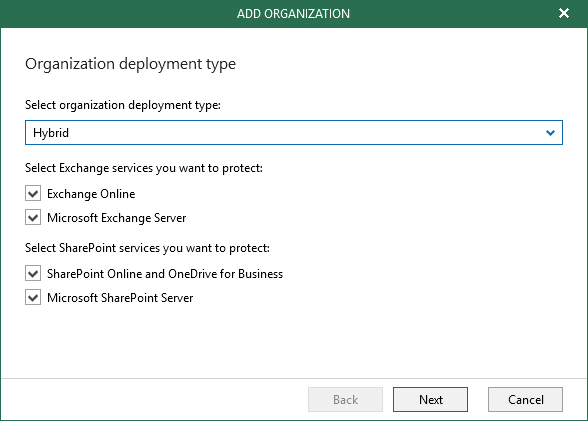 ADD ORGANIZATION
Organization deployment type
Select organization deployment type:
Hybrid
Select Exchange services you want to protect:
Exchange Online
Microsoft Exchange Server
Select SharePoint services you want to protect:
SharePoint Online and OneDrive for Business
Microsoft SharePoint Server
Back Next Cancel